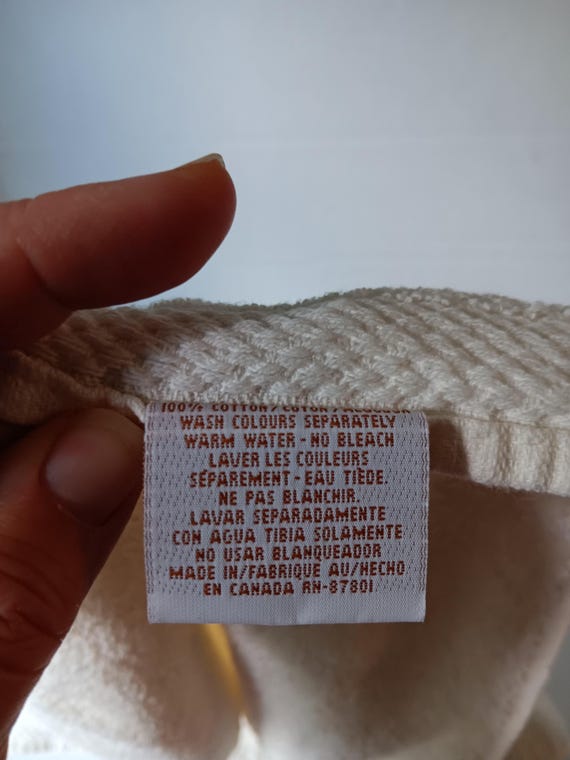 100% COTTON/COTON/ALGODON
WASH COLOURS SEPARATELY
WARM WATER - NO BLEACH
LAVER LES COULEURS
SÉPAREMENT - EAU TIÈDE.
NE PAS BLANCHIR.
LAVAR SEPARADAMENTE
CON AGUA TIBIA SOLAMENTE
NO USAR BLANQUEADOR
MADE IN/FABRIQUE AU/HECHO
EN CANADA RN-87801